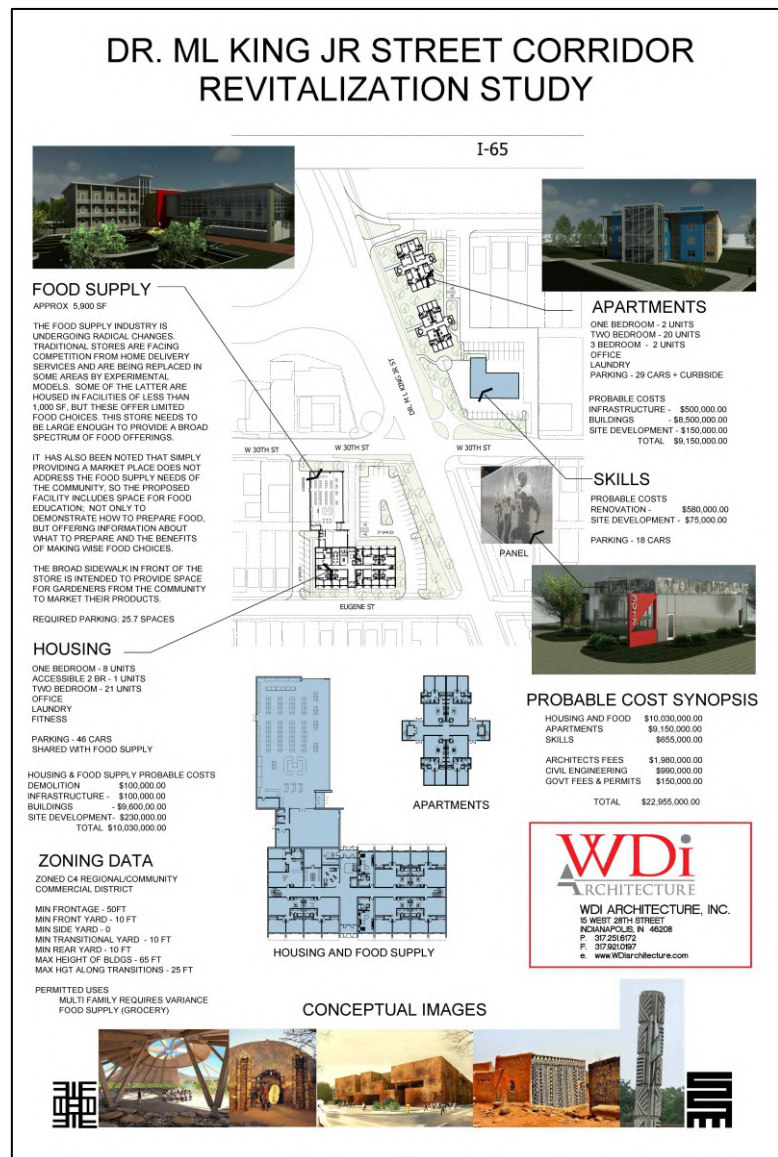 DR. ML KING JR STREET CORRIDOR
REVITALIZATION STUDY
I-65
FOOD SUPPLY
APPROX 5,900 SF
THE FOOD SUPPLY INDUSTRY IS
UNDERGOING RADICAL CHANGES.
TRADITIONAL STORES ARE FACING
COMPETITION FROM HOME DELIVERY
SERVICES AND ARE BEING REPLACED IN
SOME AREAS BY EXPERIMENTAL
MODELS. SOME OF THE LATTER ARE
HOUSED IN FACILITIES OF LESS THAN
1,000 SF, BUT THESE OFFER LIMITED
FOOD CHOICES. THIS STORE NEEDS TO
BE LARGE ENOUGH TO PROVIDE A BROAD
SPECTRUM OF FOOD OFFERINGS.
IT HAS ALSO BEEN NOTED THAT SIMPLY
PROVIDING A MARKET PLACE DOES NOT
ADDRESS THE FOOD SUPPLY NEEDS OF
THE COMMUNITY, SO THE PROPOSED
FACILITY INCLUDES SPACE FOR FOOD
EDUCATION; NOT ONLY TO
DEMONSTRATE HOW TO PREPARE FOOD,
BUT OFFERING INFORMATION ABOUT
WHAT TO PREPARE AND THE BENEFITS
OF MAKING WISE FOOD CHOICES.
THE BROAD SIDEWALK IN FRONT OF THE
STORE IS INTENDED TO PROVIDE SPACE
FOR GARDENERS FROM THE COMMUNITY
TO MARKET THEIR PRODUCTS.
REQUIRED PARKING: 25.7 SPACES
HOUSING
ONE BEDROOM - 8 UNITS
ACCESSIBLE 2 BR - 1 UNITS
TWO BEDROOM - 21 UNITS
OFFICE
LAUNDRY
FITNESS
PARKING - 46 CARS
SHARED WITH FOOD SUPPLY
HOUSING & FOOD SUPPLY PROBABLE COSTS
DEMOLITION $100,000.00
INFRASTRUCTURE - $100,000.00
BUILDINGS - $9,600,00.00
SITE DEVELOPMENT- $230,000.00
TOTAL $10,030,000.00
ZONING DATA
ZONED C4 REGIONAL/COMMUNITY
COMMERCIAL DISTRICT
MIN FRONTAGE - 50FT
MIN FRONT YARD - 10 FT
MIN SIDE YARD - 0
MIN TRANSITIONAL YARD - 10 FT
MIN REAR YARD - 10 FT
MAX HEIGHT OF BLDGS - 65 FT
MAX HGT ALONG TRANSITIONS - 25 FT
PERMITTED USES
MULTI FAMILY REQUIRES VARIANCE
FOOD SUPPLY (GROCERY)
DR. M L KING JR ST
W 30TH ST
W 30TH ST
EUGENE ST
APARTMENTS
ONE BEDROOM - 2 UNITS
TWO BEDROOM - 20 UNITS
3 BEDROOM - 2 UNITS
OFFICE
LAUNDRY
PARKING - 29 CARS + CURBSIDE
PROBABLE COSTS
INFRASTRUCTURE - $500,000.00
BUILDINGS - $8,500,000.00
SITE DEVELOPMENT - $150,000.00
TOTAL $9,150,000.00
SKILLS
PROBABLE COSTS
RENOVATION - $580,000.00
SITE DEVELOPMENT - $75,000.00
PARKING - 18 CARS
PANEL
PROBABLE COST SYNOPSIS
HOUSING AND FOOD $10,030,000.00
APARTMENTS $9,150,000.00
SKILLS $655,000.00
ARCHITECTS FEES $1,980,000.00
CIVIL ENGINEERING $990,000.00
GOVT FEES & PERMITS $150,000.00
TOTAL $22,955,000.00
APARTMENTS
HOUSING AND FOOD SUPPLY
WDi
ARCHITECTURE
WDI ARCHITECTURE, INC.
15 WEST 28TH STREET
INDIANAPOLIS, IN 46208
P. 317.251.6172
F. 317.921.0197
e. www.WDIarchitecture.com
CONCEPTUAL IMAGES